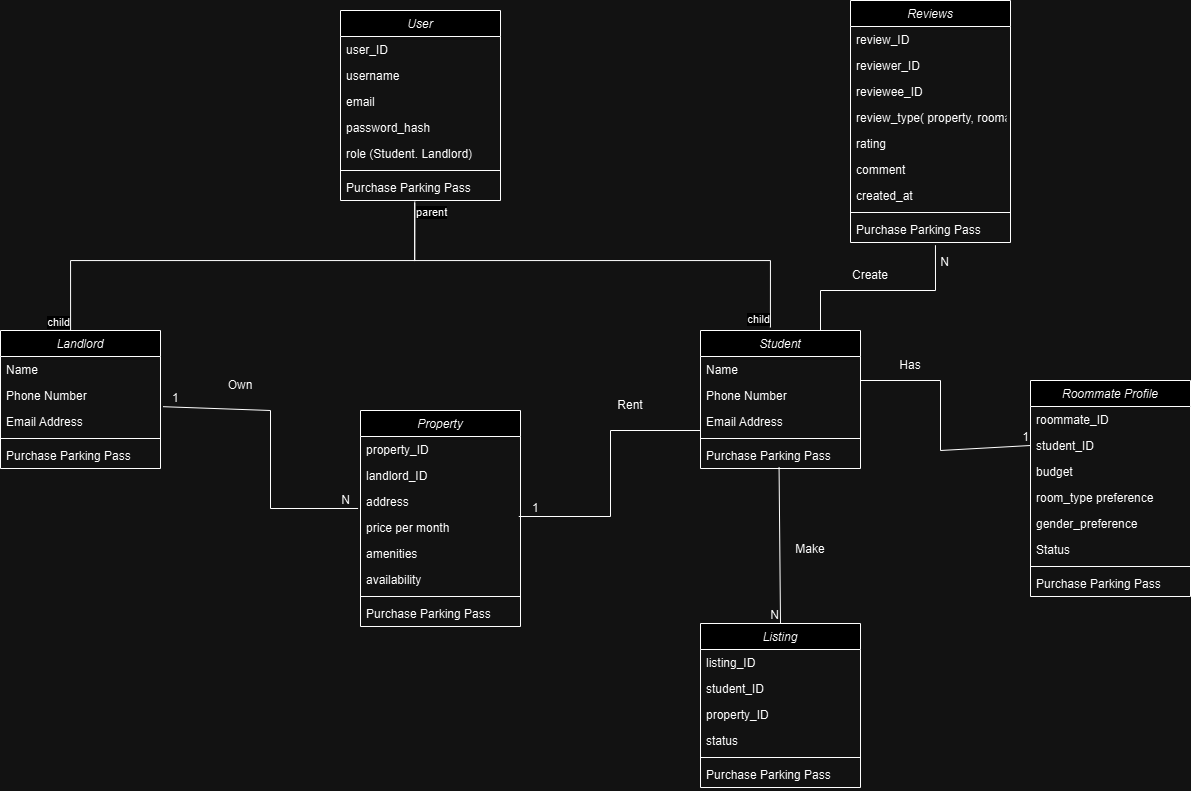 User
user_ID
username
email
password_hash
role (Student. Landlord)
Purchase Parking Pass
parent
Reviews
review_ID
reviewer_ID
reviewee_ID
review_type( property, rooma
rating
comment
created_at
Purchase Parking Pass
N
Create
child
child
Landlord
Name
Phone Number
Email Address
Purchase Parking Pass
1
Own
N
Property
property_ID
landlord_ID
address
price per month
amenities
availability
Purchase Parking Pass
1
Rent
Student
Name
Phone Number
Email Address
Purchase Parking Pass
Has
1
Roommate Profile
roommate_ID
student_ID
budget
room_type preference
gender_preference
Status
Purchase Parking Pass
Make
N
Listing
listing_ID
student_ID
property_ID
status
Purchase Parking Pass